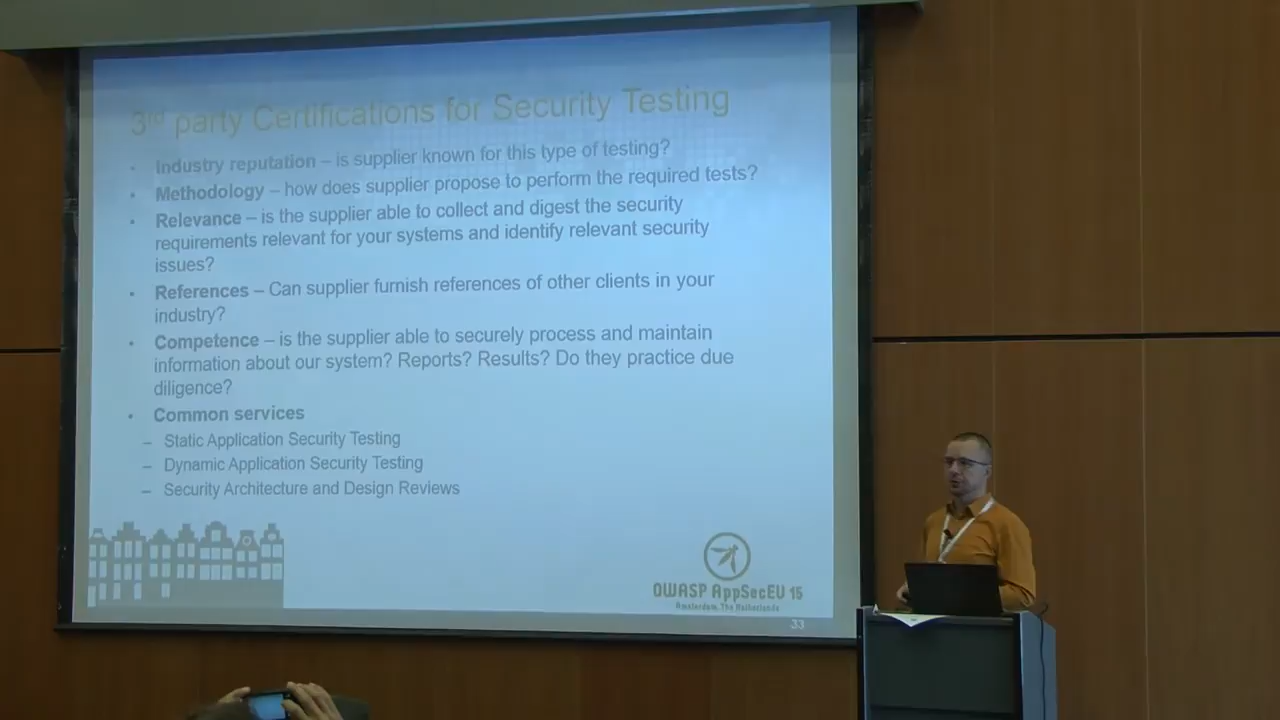 3rd party Certifications for Security Testing
• Industry reputation – is supplier known for this type of testing?
• Methodology – how does supplier propose to perform the required tests?
• Relevance – is the supplier able to collect and digest the security
requirements relevant for your systems and identify relevant security
issues?
• References – Can supplier furnish references of other clients in your
industry?
• Competence – is the supplier able to securely process and maintain
information about our system? Reports? Results? Do they practice due
diligence?
• Common services
– Static Application Security Testing
– Dynamic Application Security Testing
– Security Architecture and Design Reviews
OWASP AppSecEU 15
Amsterdam, The Netherlands
33